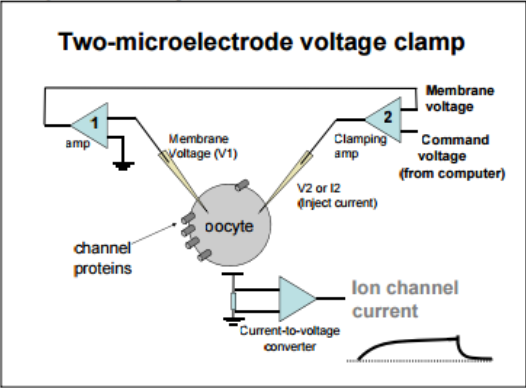 Two-microelectrode voltage clamp
1
amp
Membrane
Voltage (V1)
2
Clamping
amp
Membrane
voltage
Command
voltage
(from computer)
V2 or I2
(Inject current)
oocyte
channel
proteins
Ion channel
current
Current-to-voltage
converter